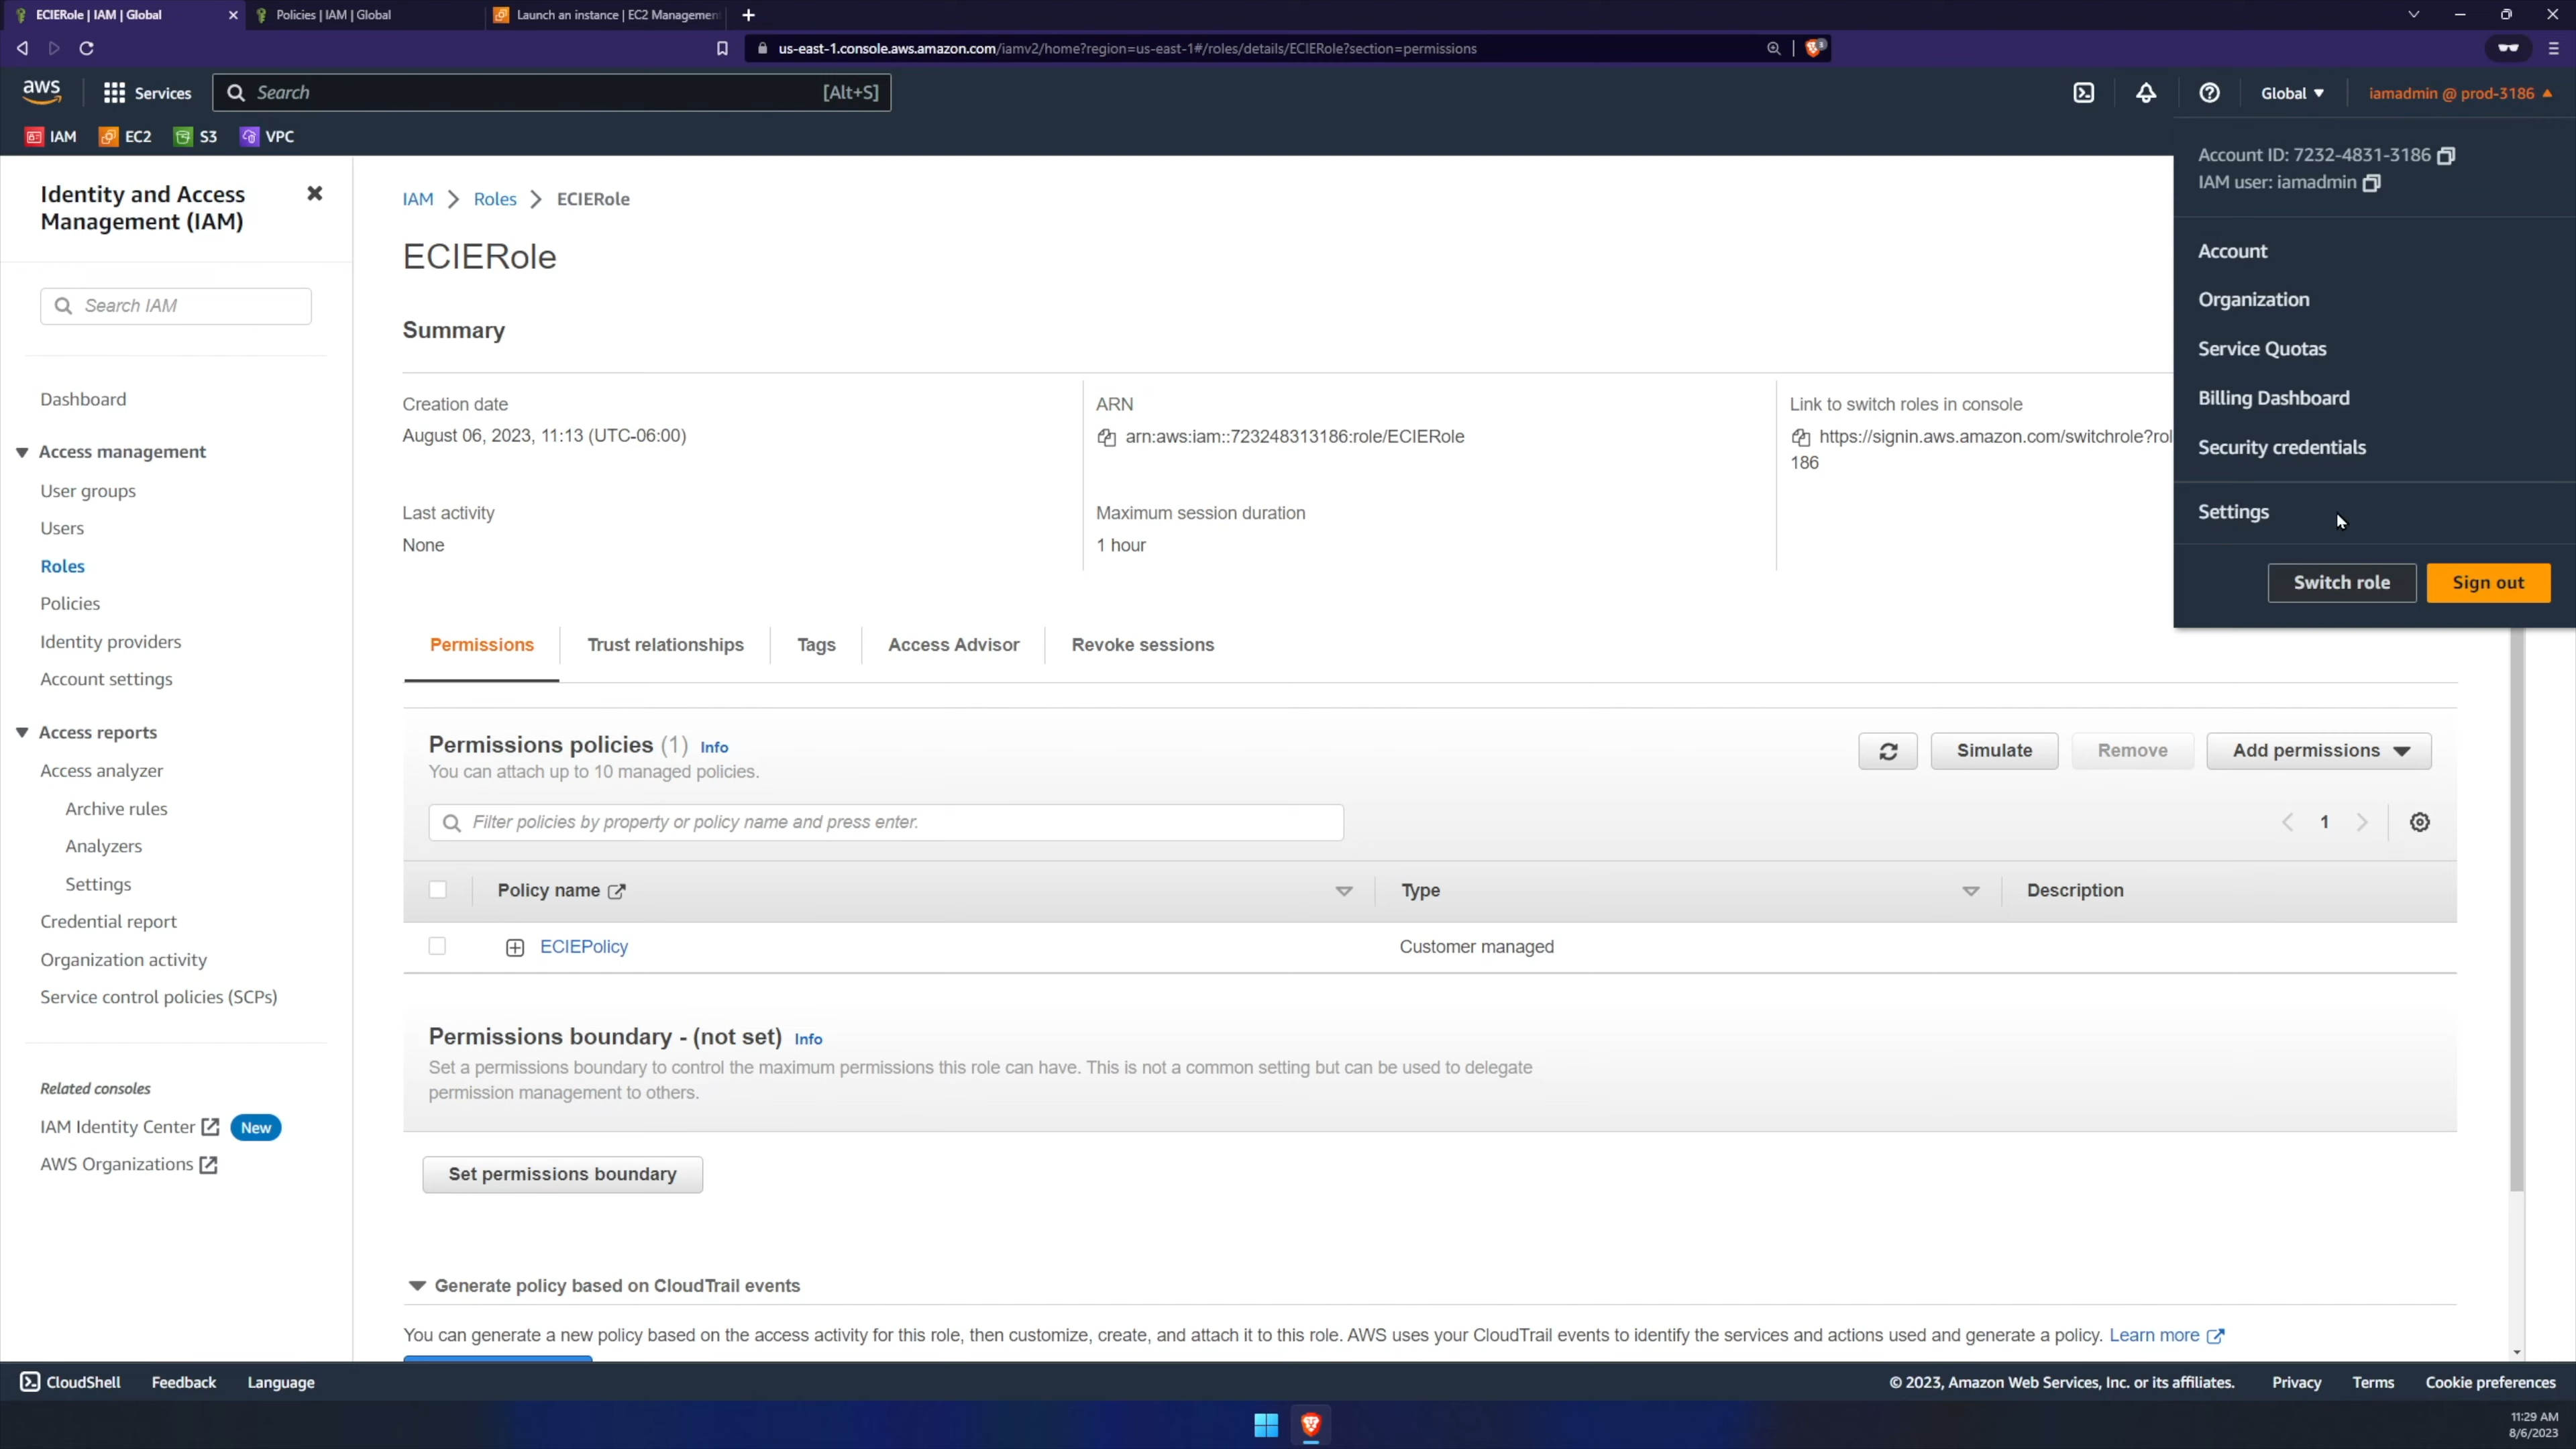 ECIERole | IAM | Global
Policies | IAM | Global
Launch an instance | EC2 Managemen
us-east-1.console.aws.amazon.com/iamv2/home?region=us-east-1#/roles/details/ECIERole?section=permissions
aws
Services
Search
[Alt+S]
Global
iamadmin @ prod-3186
IAM
EC2
S3
VPC
Account ID: 7232-4831-3186
IAM user: iamadmin
Account
Organization
Service Quotas
Billing Dashboard
Security credentials
Settings
Switch role
Sign out
Identity and Access
Management (IAM)
Search IAM
Dashboard
Access management
User groups
Users
Roles
Policies
Identity providers
Account settings
Access reports
Access analyzer
Archive rules
Analyzers
Settings
Credential report
Organization activity
Service control policies (SCPs)
Related consoles
IAM Identity Center
New
AWS Organizations
IAM > Roles > ECIERole
ECIERole
Summary
Creation date
August 06, 2023, 11:13 (UTC-06:00)
ARN
arn:aws:iam::723248313186:role/ECIERole
Link to switch roles in console
https://signin.aws.amazon.com/switchrole?rol
186
Last activity
None
Maximum session duration
1 hour
Permissions
Trust relationships
Tags
Access Advisor
Revoke sessions
Permissions policies (1) Info
You can attach up to 10 managed policies.
Simulate
Remove
Add permissions
Filter policies by property or policy name and press enter.
1
Policy name
Type
Description
ECIEPolicy
Customer managed
Permissions boundary - (not set) Info
Set a permissions boundary to control the maximum permissions this role can have. This is not a common setting but can be used to delegate
permission management to others.
Set permissions boundary
Generate policy based on CloudTrail events
You can generate a new policy based on the access activity for this role, then customize, create, and attach it to this role. AWS uses your CloudTrail events to identify the services and actions used and generate a policy. Learn more
CloudShell
Feedback
Language
© 2023, Amazon Web Services, Inc. or its affiliates.
Privacy
Terms
Cookie preferences
11:29 AM
8/6/2023